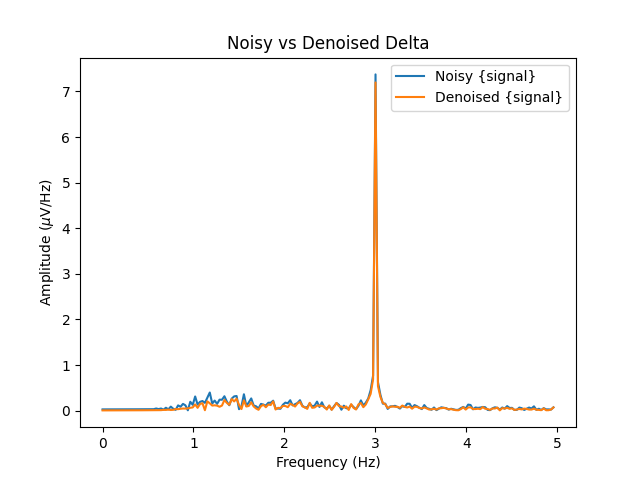 Noisy vs Denoised Delta
Noisy {signal}
Denoised {signal}
Amplitude (μV/Hz)
7
6
5
4
3
2
1
0
0 1 2 3 4 5
Frequency (Hz)